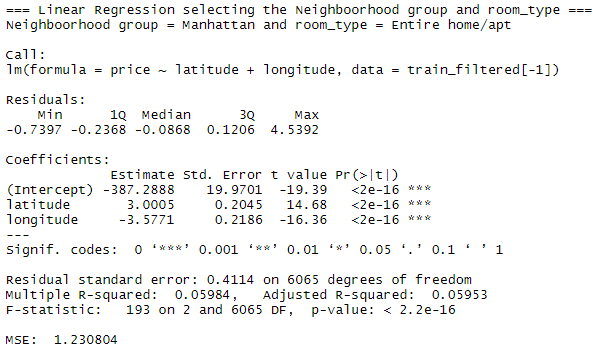 === Linear Regression selecting the Neighboorhood group and room_type ===
Neighboorhood group = Manhattan and room_type = Entire home/apt
Call:
lm(formula = price ~ latitude + longitude, data = train_filtered[-1])
Residuals:
    Min      1Q  Median      3Q     Max
-0.7397 -0.2368 -0.0868  0.1206  4.5392
Coefficients:
             Estimate Std. Error t value Pr(>|t|)
(Intercept) -387.2888    19.9701  -19.39   <2e-16 ***
latitude       3.0005     0.2045   14.68   <2e-16 ***
longitude     -3.5771     0.2186  -16.36   <2e-16 ***
---
Signif. codes:  0 ‘***’ 0.001 ‘**’ 0.01 ‘*’ 0.05 ‘.’ 0.1 ‘ ’ 1
Residual standard error: 0.4114 on 6065 degrees of freedom
Multiple R-squared:  0.05984,   Adjusted R-squared:  0.05953
F-statistic:   193 on 2 and 6065 DF,  p-value: < 2.2e-16
MSE:  1.230804